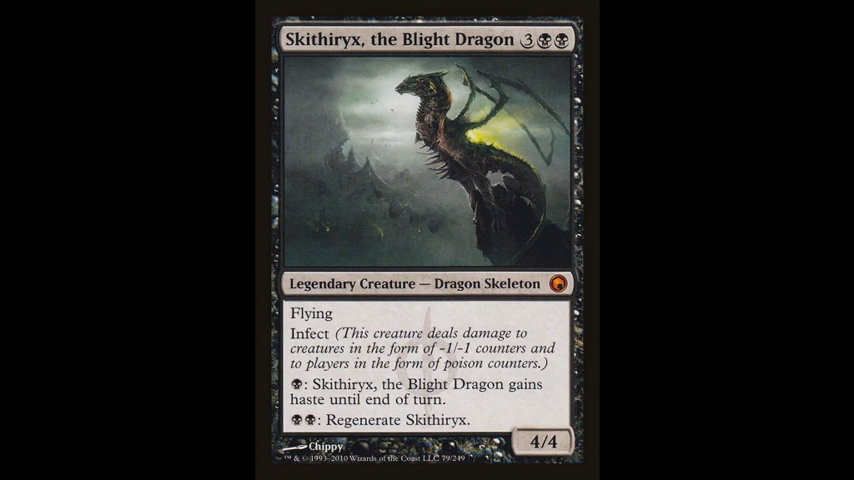 Skithiryx, the Blight Dragon 3
Legendary Creature — Dragon Skeleton
Flying
Infect (This creature deals damage to
creatures in the form of -1/-1 counters and
to players in the form of poison counters.)
: Skithiryx, the Blight Dragon gains
haste until end of turn.
: Regenerate Skithiryx.
4/4
Chippy
™ & © 1993–2010 Wizards of the Coast LLC 79/249